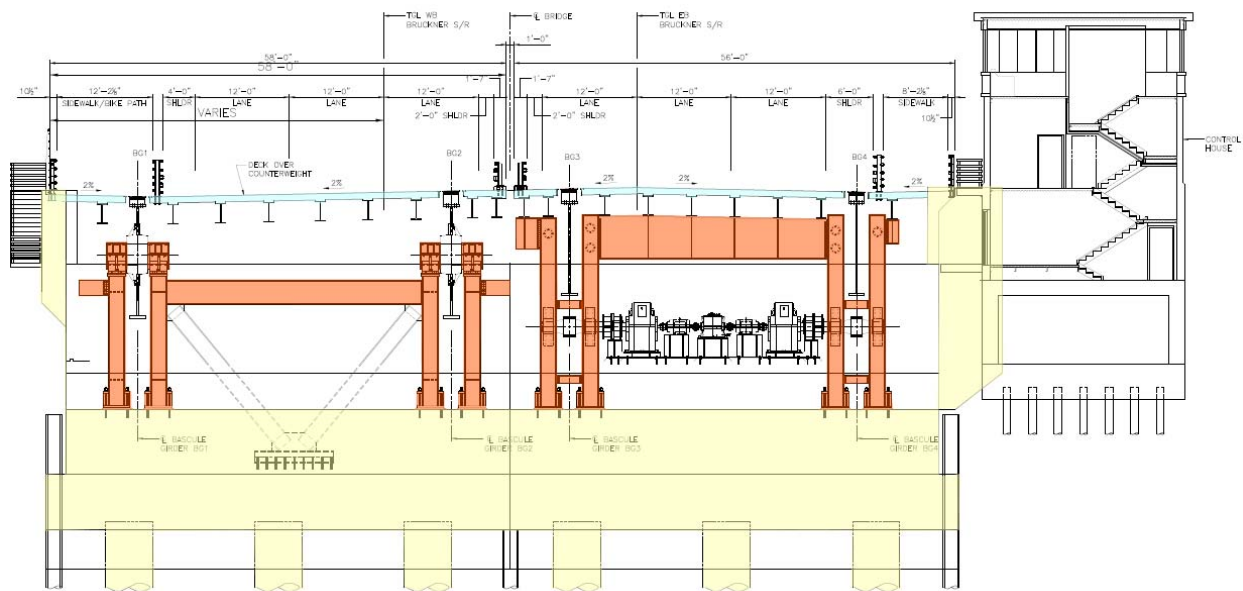 TGL WB
BRUCKNER S/R
℄ BRIDGE
TGL EB
BRUCKNER S/R
1'-0"
58'-0"
58'-0"
56'-0"
1'-7"
1'-7"
10½"
12'-2½"
4'-0"
12'-0"
12'-0"
12'-0"
12'-0"
12'-0"
12'-0"
6'-0"
8'-2½"
SIDEWALK/BIKE PATH
SHLDR
LANE
LANE
LANE
LANE
LANE
LANE
SHLDR
SIDEWALK
VARIES
2'-0" SHLDR
2'-0" SHLDR
10½"
CONTROL
HOUSE
BG1
BG2
BG3
BG4
DECK OVER
COUNTERWEIGHT
2%
2%
2%
2%
2%
℄ BASCULE
GIRDER BG1
℄ BASCULE
GIRDER BG2
℄ BASCULE
GIRDER BG3
℄ BASCULE
GIRDER BG4